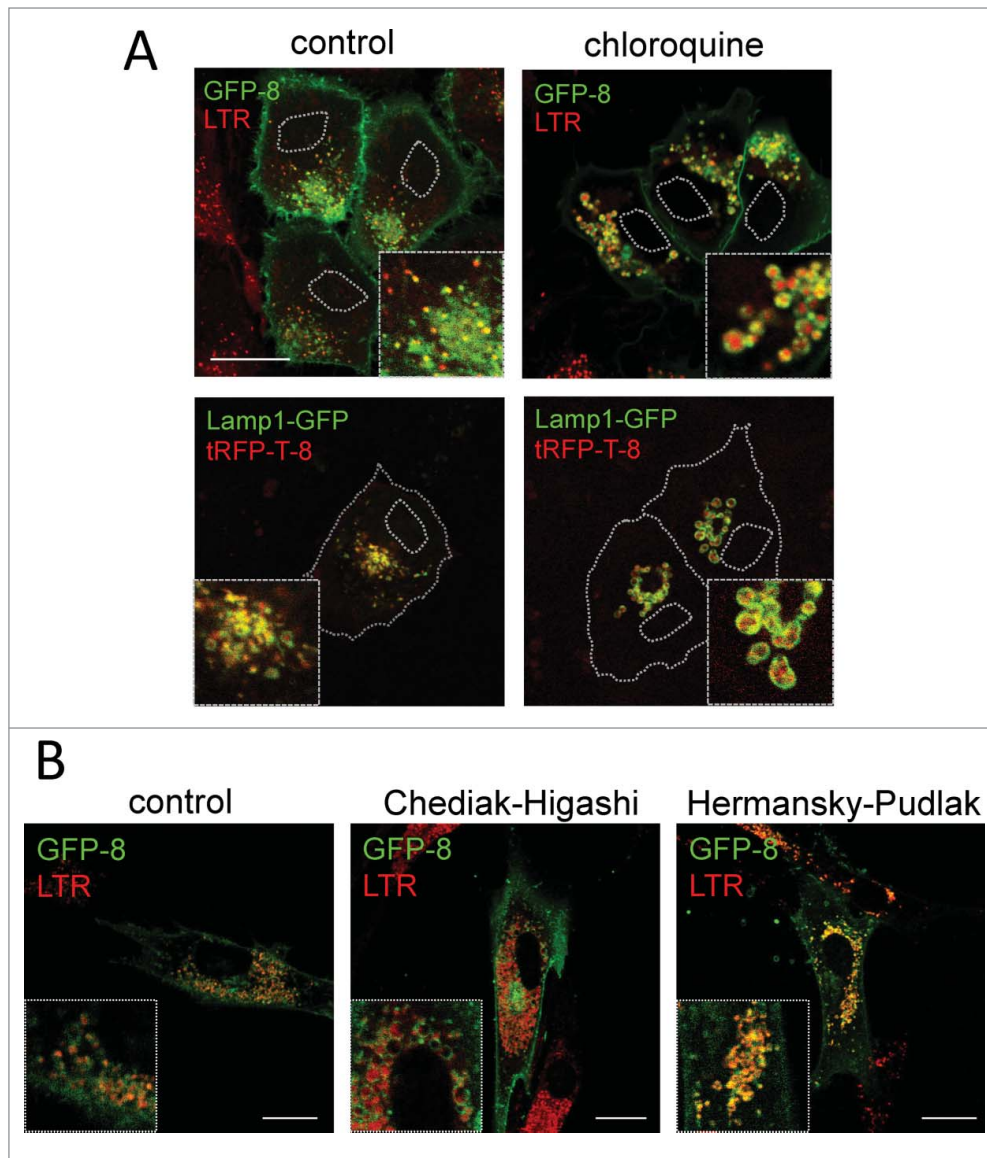 A
control
chloroquine
GFP-8
LTR
GFP-8
LTR
Lamp1-GFP
tRFP-T-8
Lamp1-GFP
tRFP-T-8
B
control
Chediak-Higashi
Hermansky-Pudlak
GFP-8
LTR
GFP-8
LTR
GFP-8
LTR